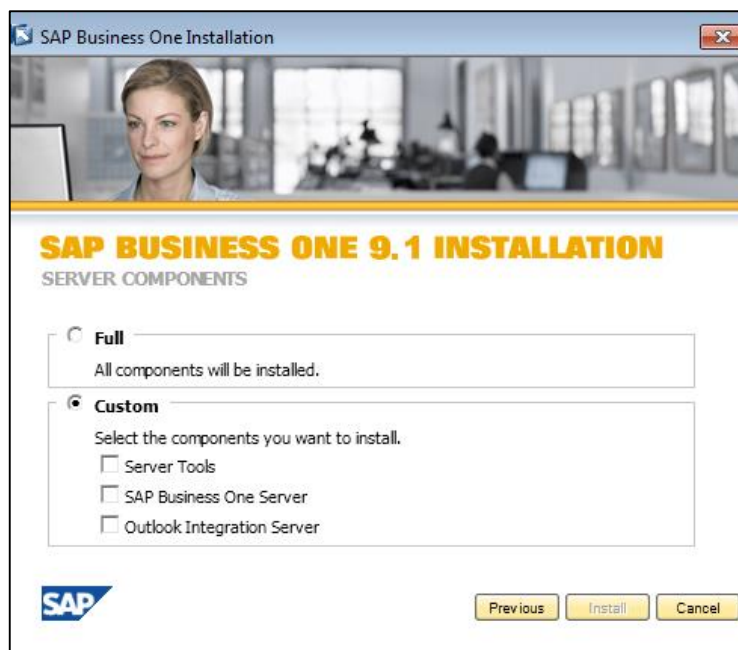 SAP Business One Installation
SAP BUSINESS ONE 9.1 INSTALLATION
SERVER COMPONENTS
Full
All components will be installed.
Custom
Select the components you want to install.
Server Tools
SAP Business One Server
Outlook Integration Server
SAP
Previous Install Cancel